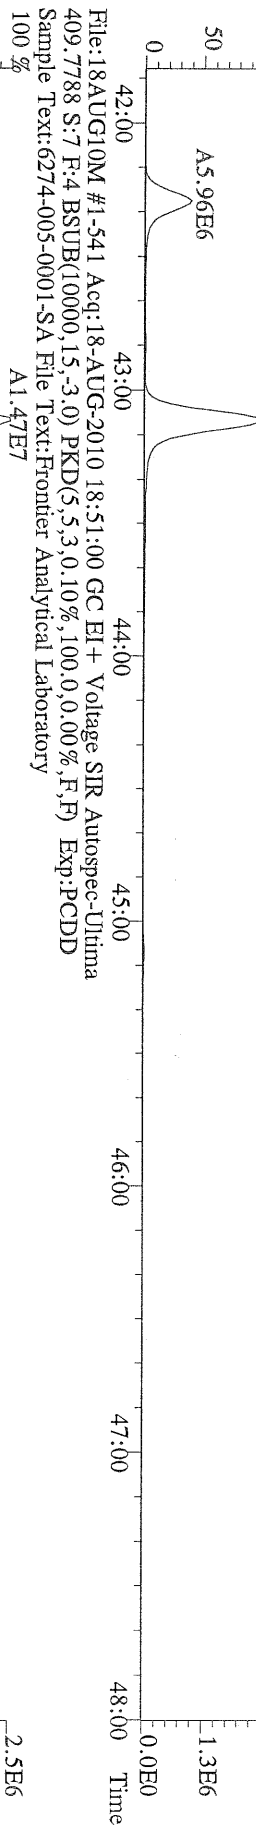 50
1.3E6
A5.96E6
0
0.0E0
42:00
43:00
44:00
45:00
46:00
47:00
48:00
Time
File:18AUG10M #1-541 Acq:18-AUG-2010 18:51:00 GC EI+ Voltage SIR Autospec-Ultima
409.7788 S:7 F:4 BSUB(10000,15,-3.0) PKD(5,5,3,0.10%,100.0,0.00%,F,F) Exp:PCDD
Sample Text:6274-005-0001-SA File Text:Frontier Analytical Laboratory
100 %
A1.47E7
2.5E6